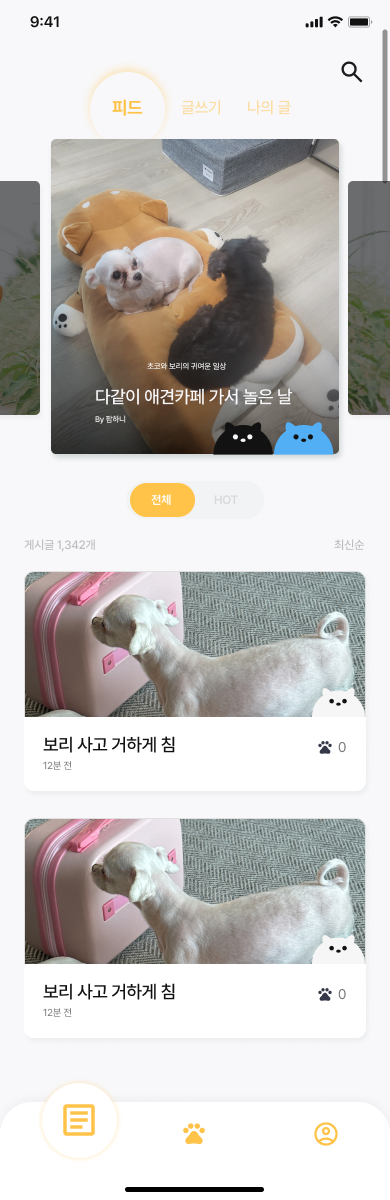 9:41
피드
글쓰기
나의 글
초코와 보리의 귀여운 일상
다같이 애견카페 가서 놀은 날
By 팜하니
전체
HOT
게시글 1,342개
최신순
보리 사고 거하게 침
0
12분 전
보리 사고 거하게 침
0
12분 전